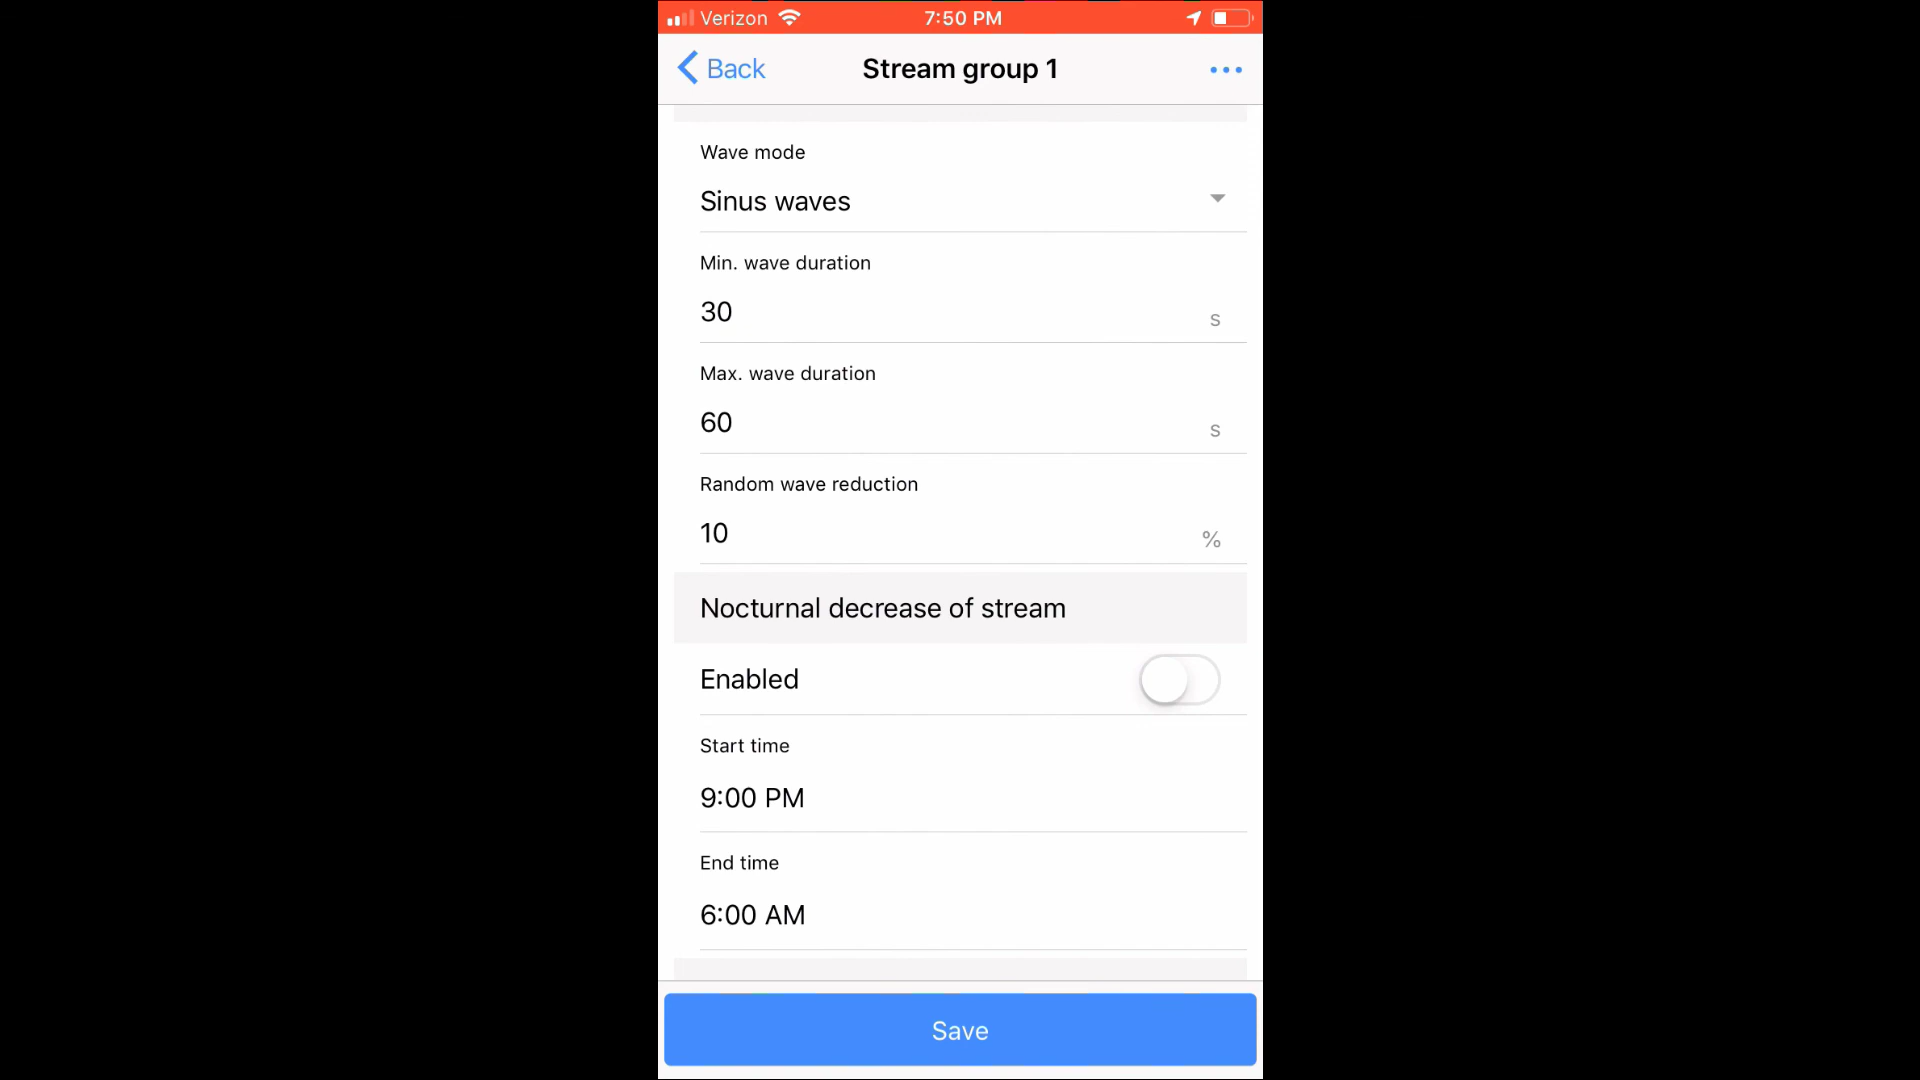 Verizon 7:50 PM
Back Stream group 1
Wave mode
Sinus waves
Min. wave duration
30 s
Max. wave duration
60 s
Random wave reduction
10 %
Nocturnal decrease of stream
Enabled
Start time
9:00 PM
End time
6:00 AM
Save